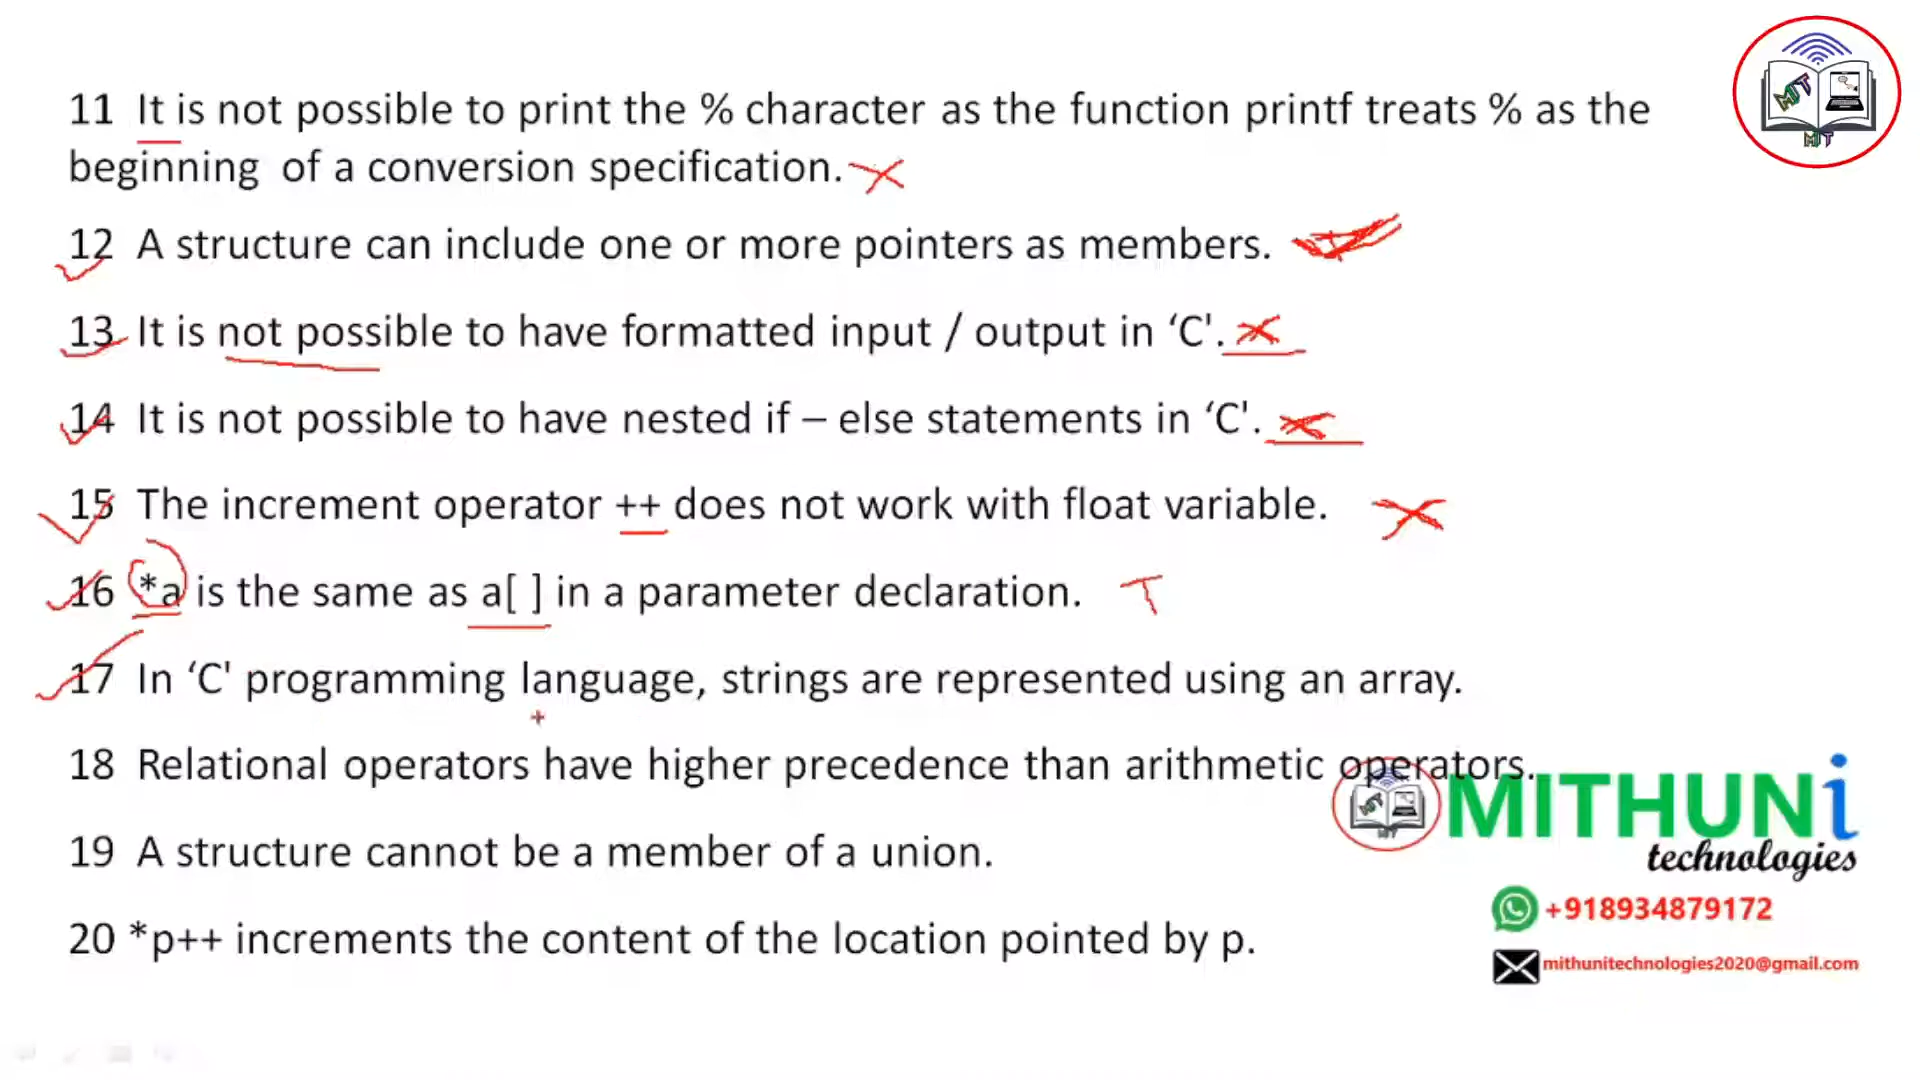 11 It is not possible to print the % character as the function printf treats % as the
beginning of a conversion specification.
12 A structure can include one or more pointers as members.
13 It is not possible to have formatted input / output in ‘C'.
14 It is not possible to have nested if – else statements in ‘C'.
15 The increment operator ++ does not work with float variable.
16 *a is the same as a[ ] in a parameter declaration. T
17 In ‘C' programming language, strings are represented using an array.
18 Relational operators have higher precedence than arithmetic operators.
19 A structure cannot be a member of a union.
20 *p++ increments the content of the location pointed by p.
MIT
MIT
MITHUNi
technologies
+918934879172
mithunitechnologies2020@gmail.com